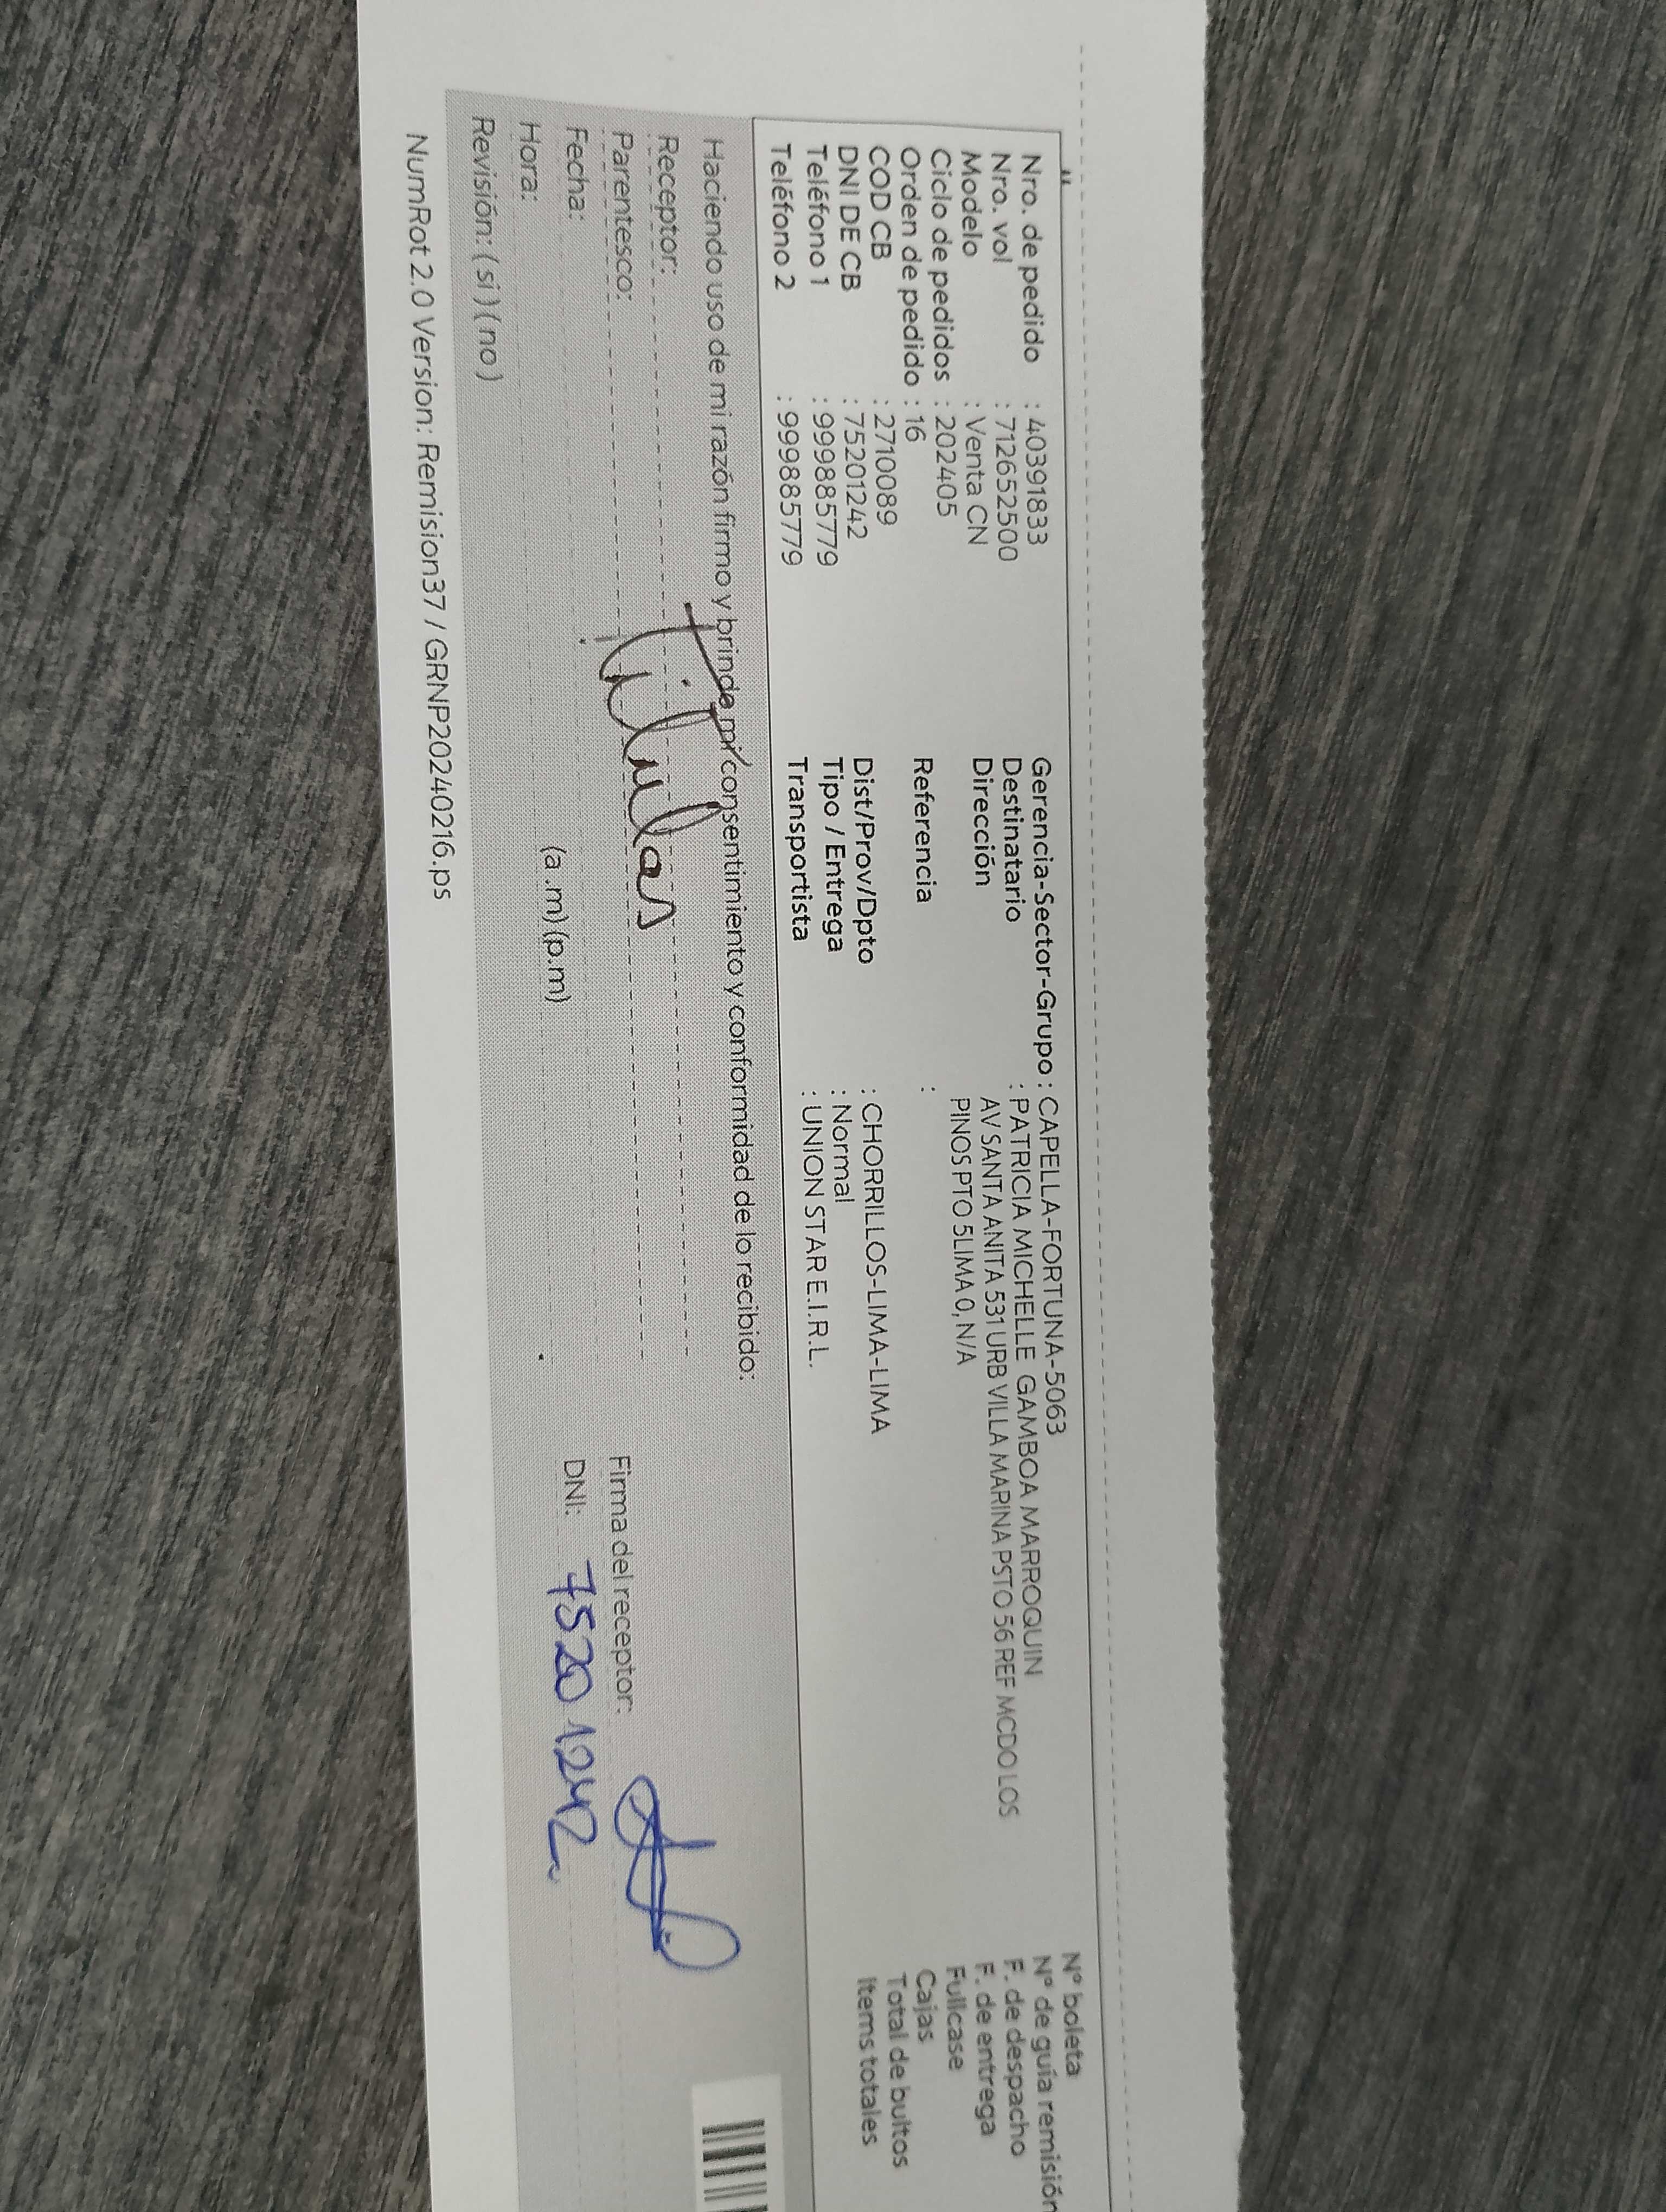 Nro. de pedido : 40391833
Nro. vol : 712652500
Modelo : Venta CN
Ciclo de pedidos : 202405
Orden de pedido : 16
COD CB : 2710089
DNI DE CB : 75201242
Teléfono 1 : 999885779
Teléfono 2 : 999885779
Gerencia-Sector-Grupo : CAPELLA-FORTUNA-5063
Destinatario : PATRICIA MICHELLE GAMBOA MARROQUIN
Dirección AV SANTA ANITA 531 URB VILLA MARINA PSTO 56 REF MCDO LOS
PINOS PTO 5LIMA 0, N/A
Referencia :
Dist/Prov/Dpto : CHORRILLOS-LIMA-LIMA
Tipo / Entrega : Normal
Transportista : UNION STAR E.I.R.L.
Nº boleta
Nº de guía remisión
F. de despacho
F. de entrega
Fullcase
Cajas
Total de bultos
Items totales
Haciendo uso de mi razón firmo y brinde mi consentimiento y conformidad de lo recibido:
Receptor:
Parentesco: Titular
Fecha:
Hora: (a.m) (p.m)
Revisión: ( si ) ( no )
Firma del receptor:
DNI: 75201242
NumRot 2.0 Version: Remision37 / GRNP20240216.ps